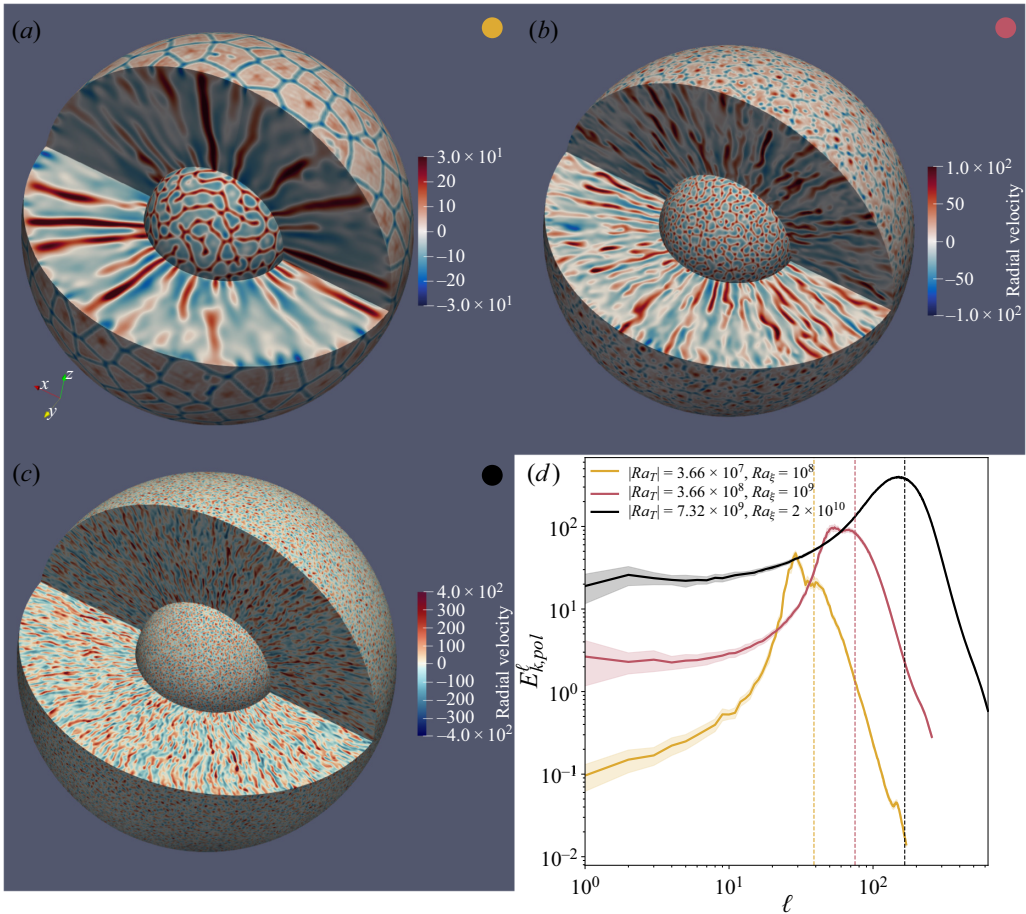 (a)
3.0 × 10¹
20
10
0
−10
−20
−3.0 × 10¹
x
z
y
(b)
1.0 × 10²
50
0
−50
−1.0 × 10²
Radial velocity
(c)
4.0 × 10²
300
200
100
0
−100
−200
−300
−4.0 × 10²
Radial velocity
(d)
|Ra_T| = 3.66 × 10⁷, Ra_ξ = 10⁸
|Ra_T| = 3.66 × 10⁸, Ra_ξ = 10⁹
|Ra_T| = 7.32 × 10⁹, Ra_ξ = 2 × 10¹⁰
10²
10¹
10⁰
10⁻¹
10⁻²
E^ℓ_{k,pol}
10⁰
10¹
10²
ℓ